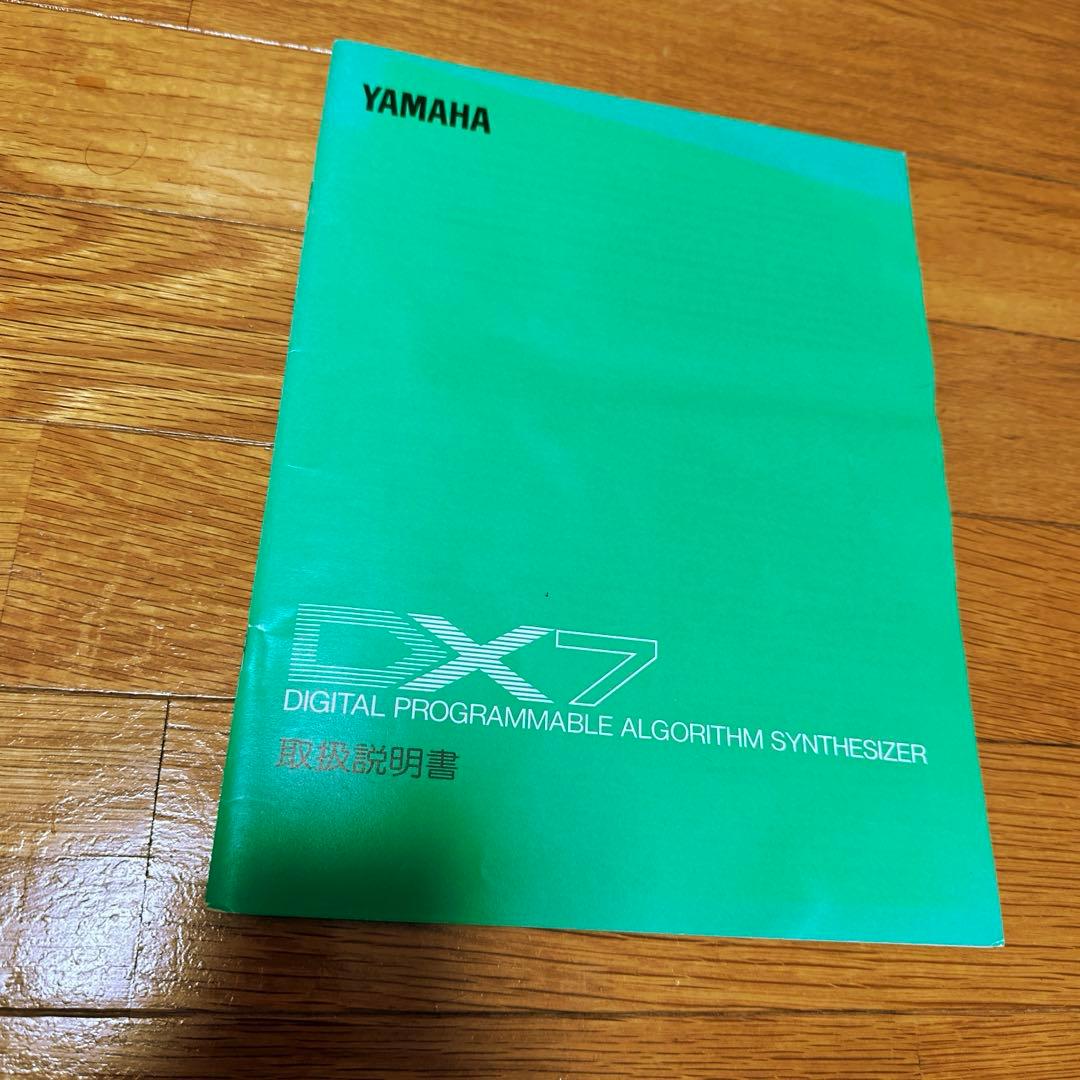 YAMAHA
DX7
DIGITAL PROGRAMMABLE ALGORITHM SYNTHESIZER
取扱説明書